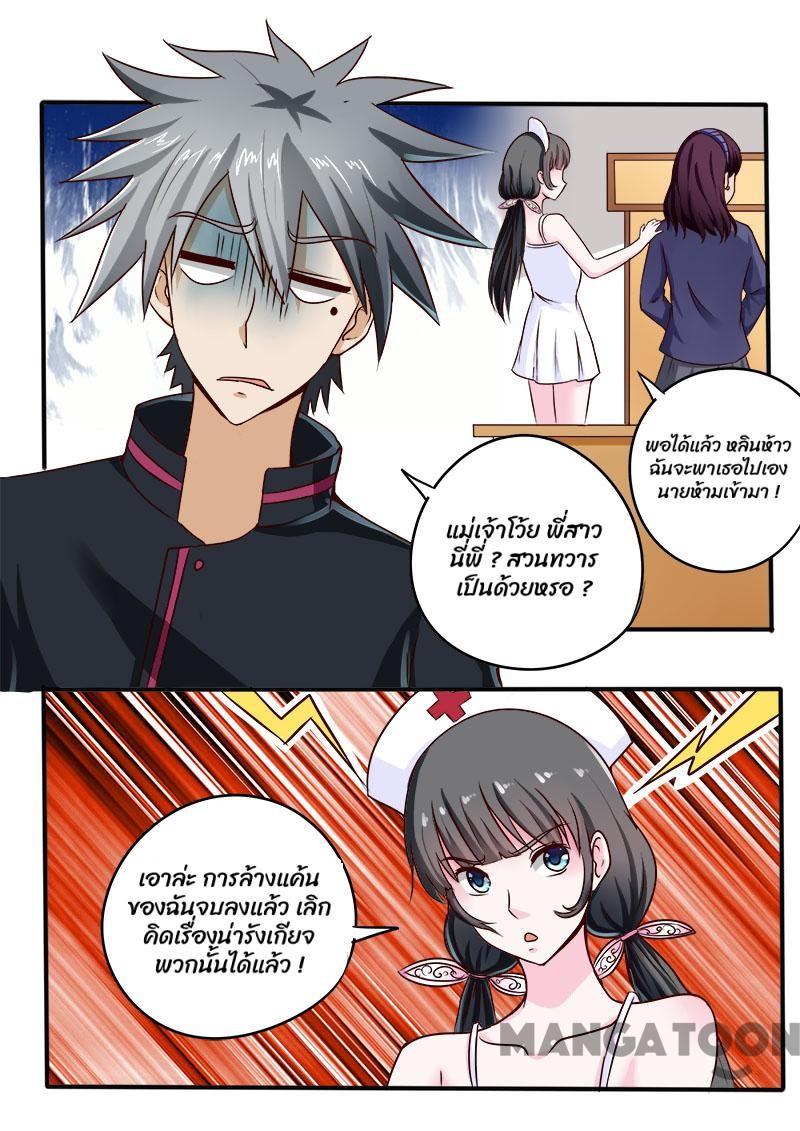 พอได้แล้ว หลินห้าว
ฉันจะพาเธอไปเอง
นายห้ามเข้ามา !
แม่เจ้าโว้ย พี่สาว
นี่พี่ ? สวนทวาร
เป็นด้วยหรอ ?
เอาล่ะ การล้างแค้น
ของฉันจบลงแล้ว เลิก
คิดเรื่องน่ารังเกียจ
พวกนั้นได้แล้ว !
MANGATOON